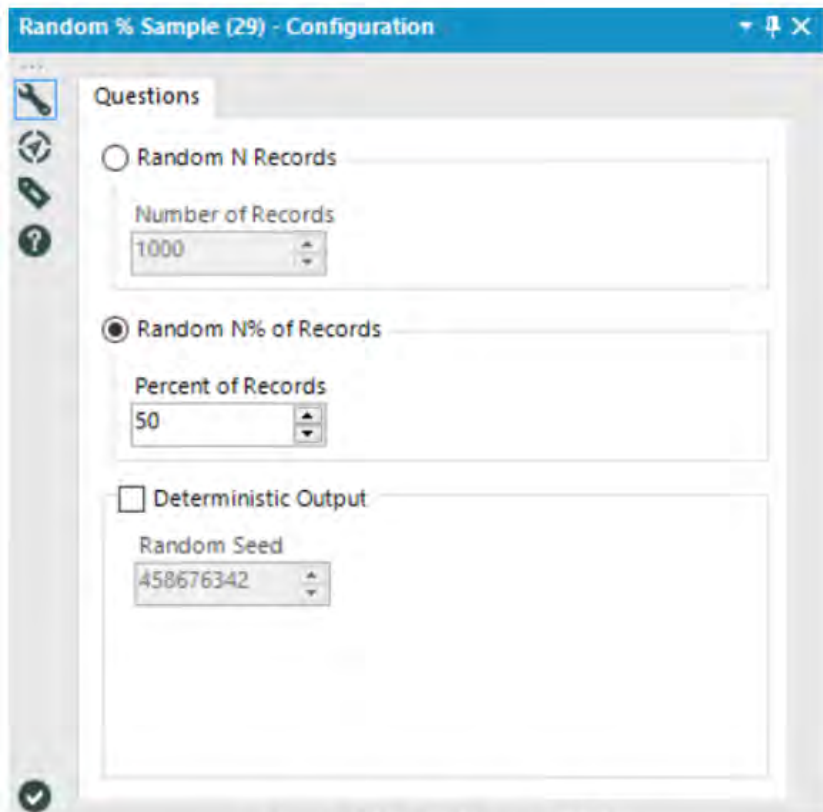 Random % Sample (29) - Configuration
Questions
Random N Records
Number of Records
1000
Random N% of Records
Percent of Records
50
Deterministic Output
Random Seed
458676342